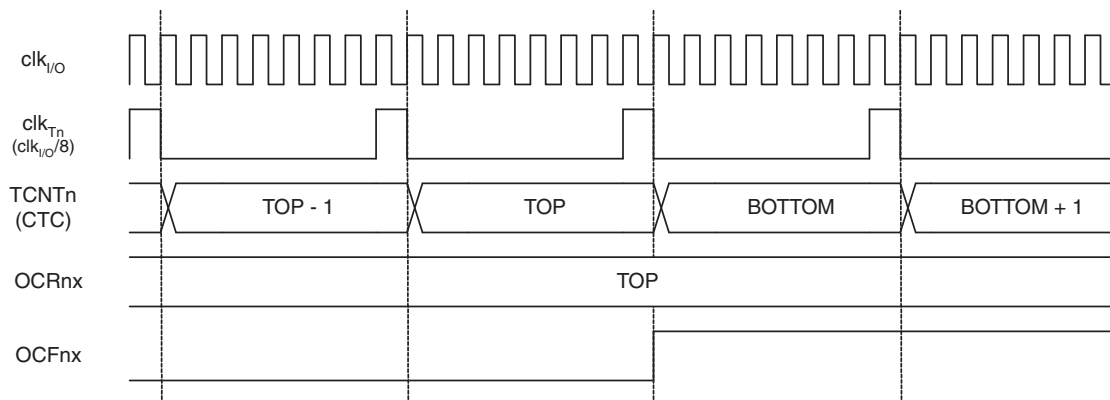 clkI/O
clkTn
(clkI/O/8)
TCNTn
(CTC)
TOP - 1
TOP
BOTTOM
BOTTOM + 1
OCRnx
TOP
OCFnx